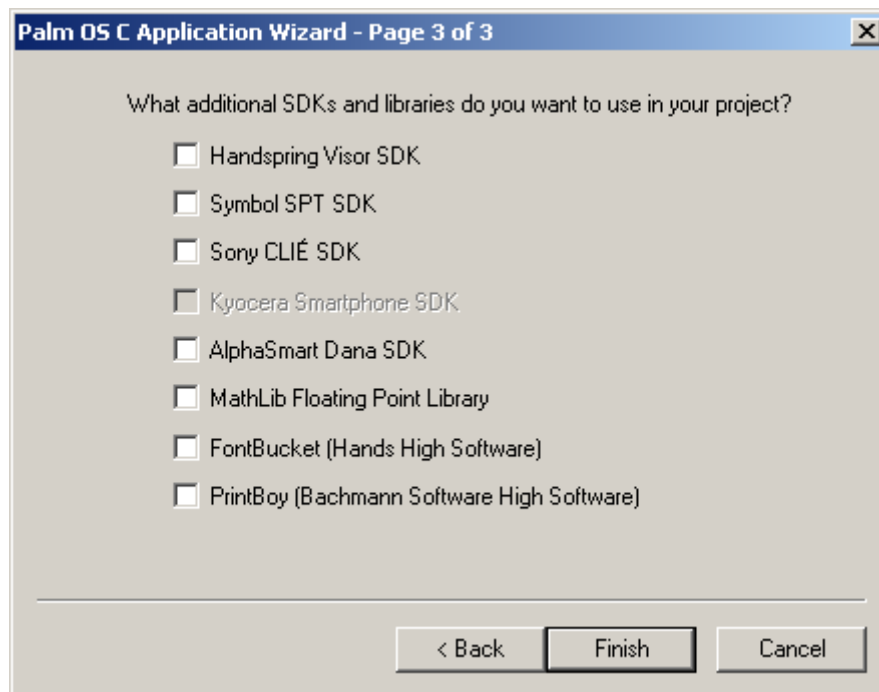 Palm OS C Application Wizard - Page 3 of 3
What additional SDKs and libraries do you want to use in your project?
Handspring Visor SDK
Symbol SPT SDK
Sony CLIÉ SDK
Kyocera Smartphone SDK
AlphaSmart Dana SDK
MathLib Floating Point Library
FontBucket (Hands High Software)
PrintBoy (Bachmann Software High Software)
< Back Finish Cancel